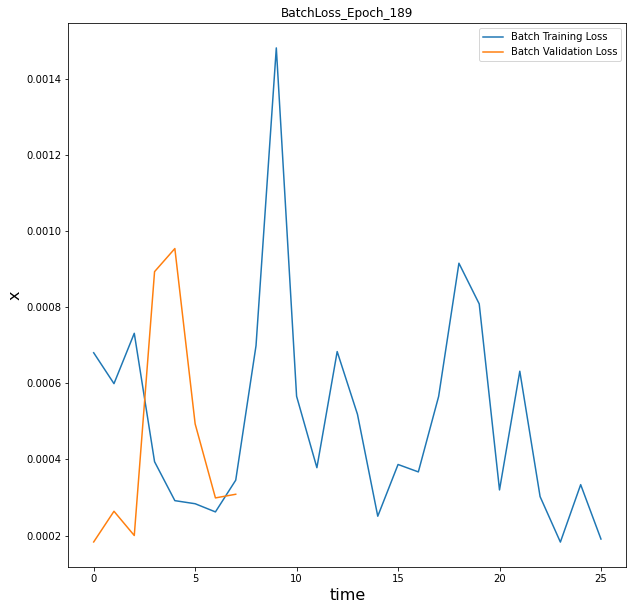 BatchLoss_Epoch_189
Batch Training Loss
Batch Validation Loss
0.0014
0.0012
0.0010
0.0008
0.0006
0.0004
0.0002
x
0 5 10 15 20 25
time